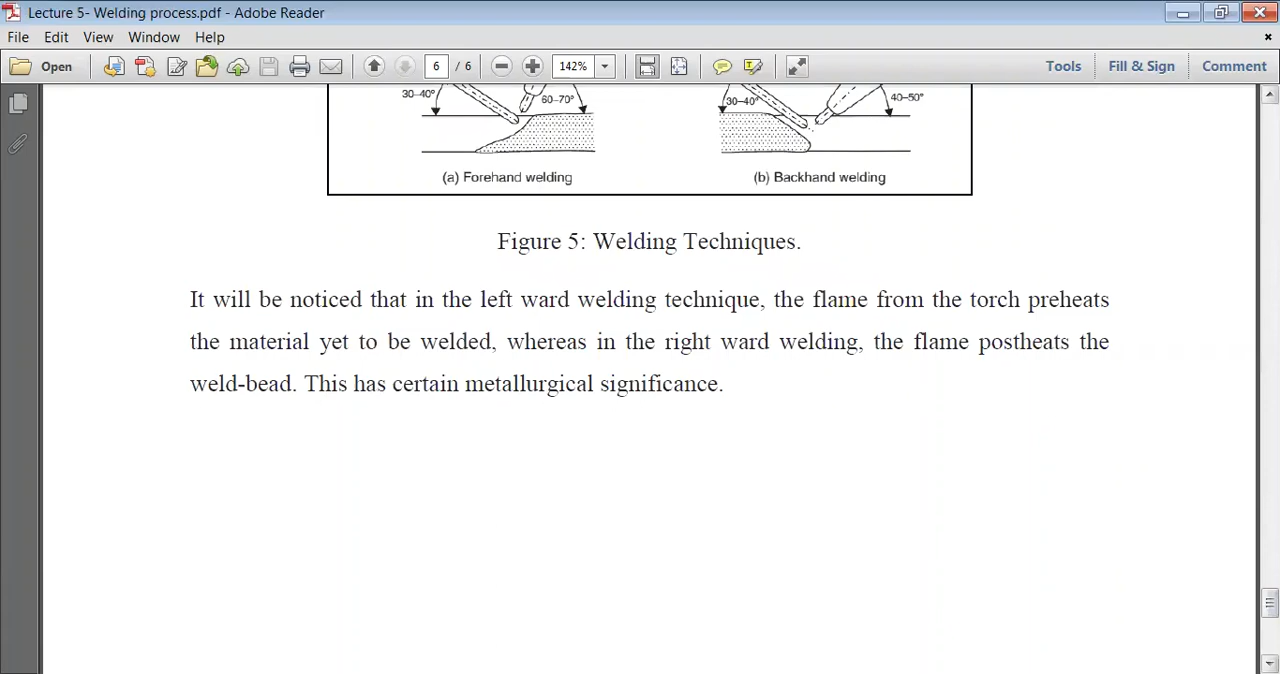 Lecture 5- Welding process.pdf - Adobe Reader
File Edit View Window Help
Open 6 / 6 142% Tools Fill & Sign Comment
30–40° 60–70° 30–40° 40–50°
(a) Forehand welding (b) Backhand welding
Figure 5: Welding Techniques.
It will be noticed that in the left ward welding technique, the flame from the torch preheats
the material yet to be welded, whereas in the right ward welding, the flame postheats the
weld-bead. This has certain metallurgical significance.